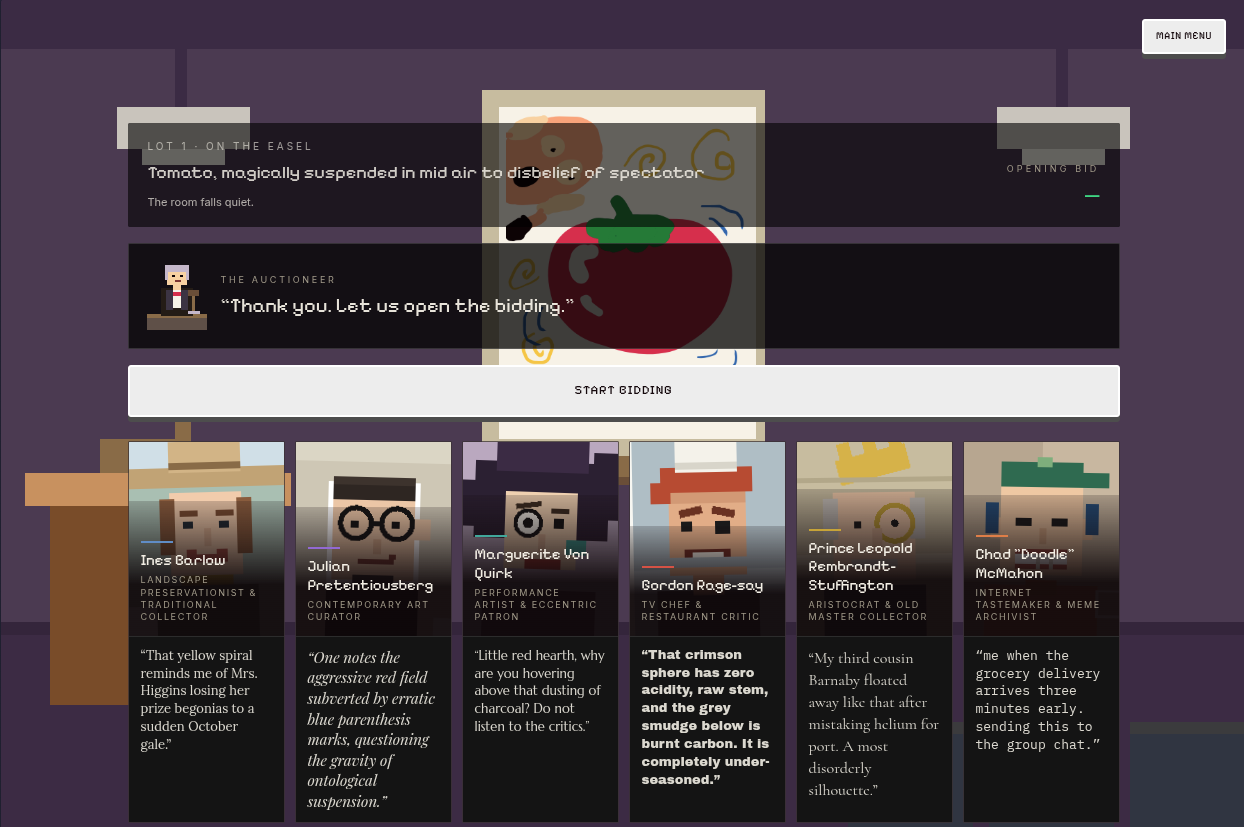 MAIN MENU
LOT 1 · ON THE EASEL
Tomato, magically suspended in mid air to disbelief of spectator
The room falls quiet.
OPENING BID
—
THE AUCTIONEER
“Thank you. Let us open the bidding.”
START BIDDING
Ines Barlow
LANDSCAPE
PRESERVATIONIST &
TRADITIONAL
COLLECTOR
“That yellow spiral
reminds me of Mrs.
Higgins losing her
prize begonias to a
sudden October
gale.”
Julian
Pretentiousberg
CONTEMPORARY ART
CURATOR
“One notes the
aggressive red field
subverted by erratic
blue parenthesis
marks, questioning
the gravity of
ontological
suspension.”
Marguerite Von
Quirk
PERFORMANCE
ARTIST & ECCENTRIC
PATRON
“Little red hearth, why
are you hovering
above that dusting of
charcoal? Do not
listen to the critics.”
Gordon Rage-say
TV CHEF &
RESTAURANT CRITIC
“That crimson
sphere has zero
acidity, raw stem,
and the grey
smudge below is
burnt carbon. It is
completely under-
seasoned.”
Prince Leopold
Rembrandt-
Stuffington
ARISTOCRAT & OLD
MASTER COLLECTOR
“My third cousin
Barnaby floated
away like that after
mistaking helium for
port. A most
disorderly
silhouette.”
Chad “Doodle”
McMahon
INTERNET
TASTEMAKER & MEME
ARCHIVIST
“me when the
grocery delivery
arrives three
minutes early.
sending this to
the group chat.”